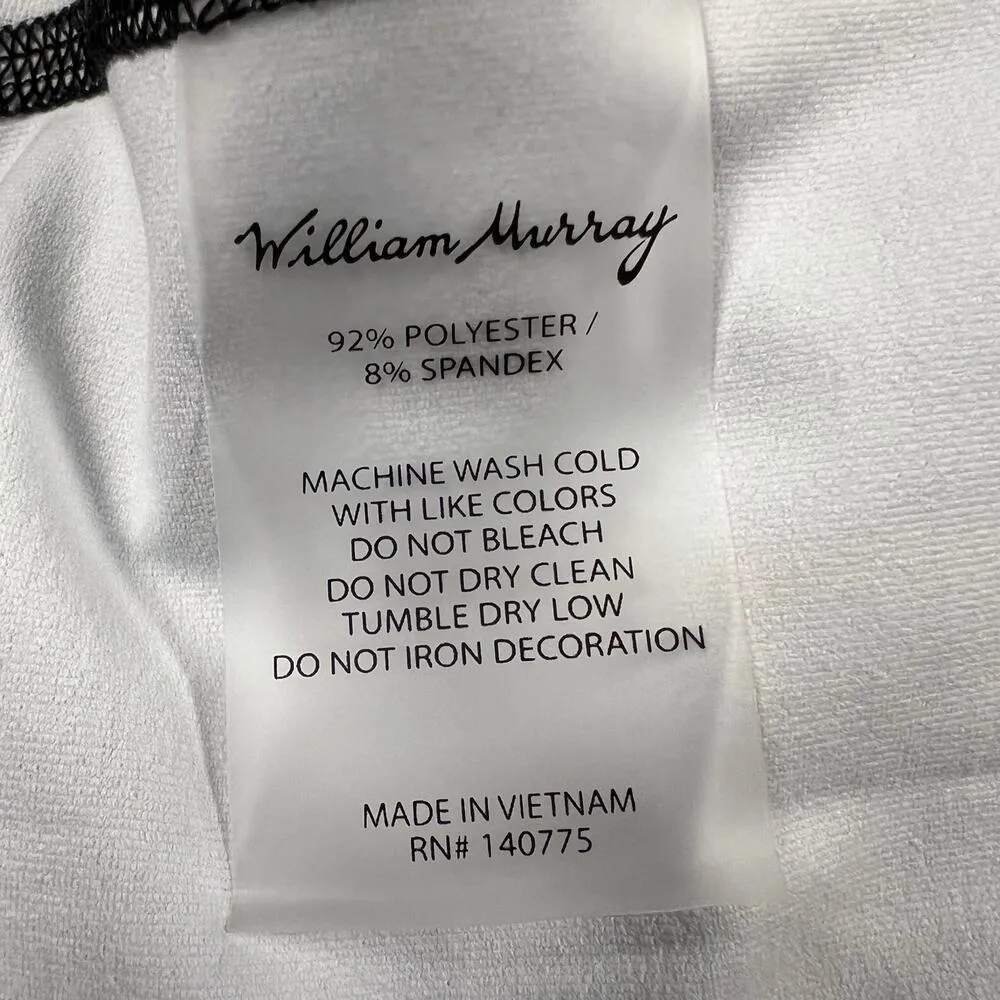 William Murray
92% POLYESTER /
8% SPANDEX
MACHINE WASH COLD
WITH LIKE COLORS
DO NOT BLEACH
DO NOT DRY CLEAN
TUMBLE DRY LOW
DO NOT IRON DECORATION
MADE IN VIETNAM
RN# 140775